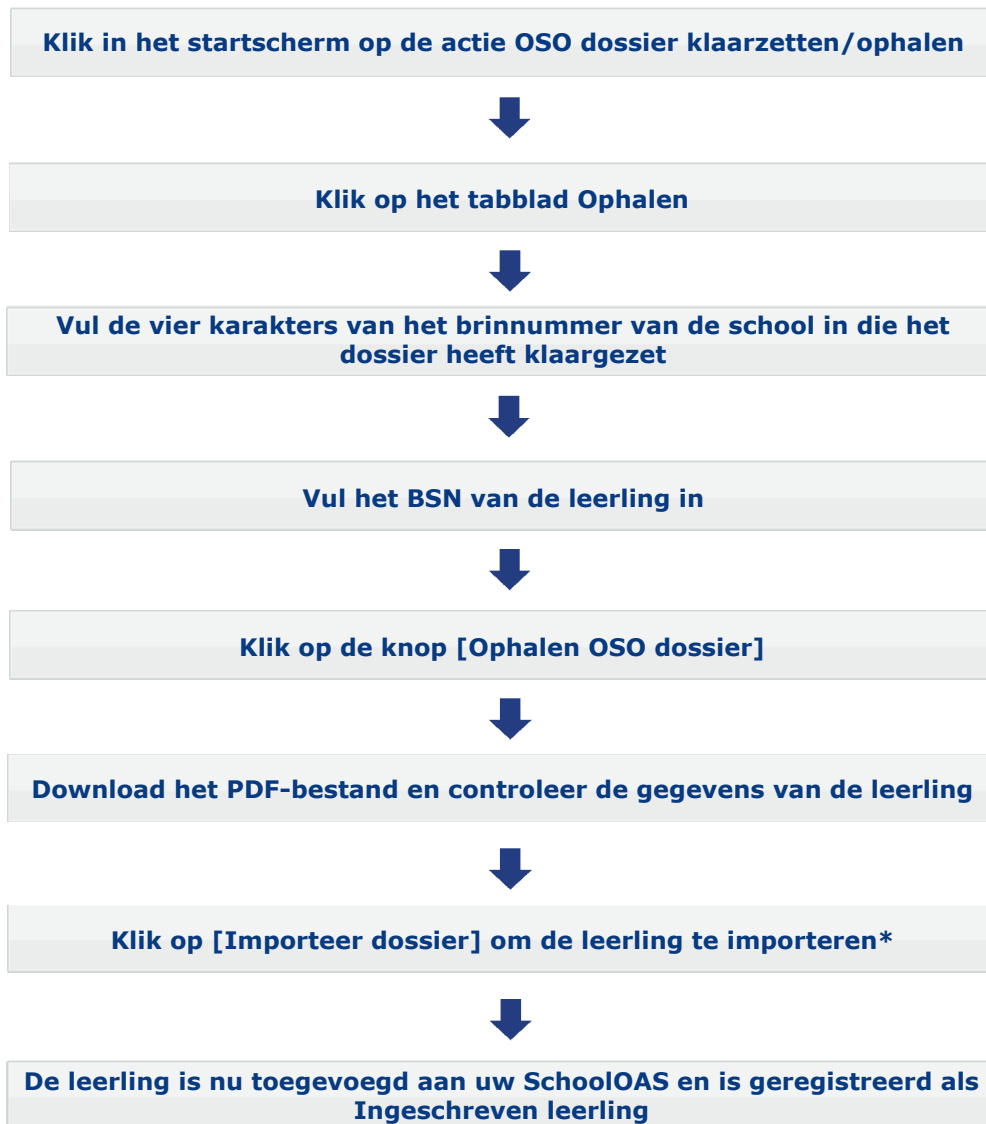 Klik in het startscherm op de actie OSO dossier klaarzetten/ophalen
Klik op het tabblad Ophalen
Vul de vier karakters van het brinnummer van de school in die het
dossier heeft klaargezet
Vul het BSN van de leerling in
Klik op de knop [Ophalen OSO dossier]
Download het PDF-bestand en controleer de gegevens van de leerling
Klik op [Importeer dossier] om de leerling te importeren*
De leerling is nu toegevoegd aan uw SchoolOAS en is geregistreerd als
Ingeschreven leerling